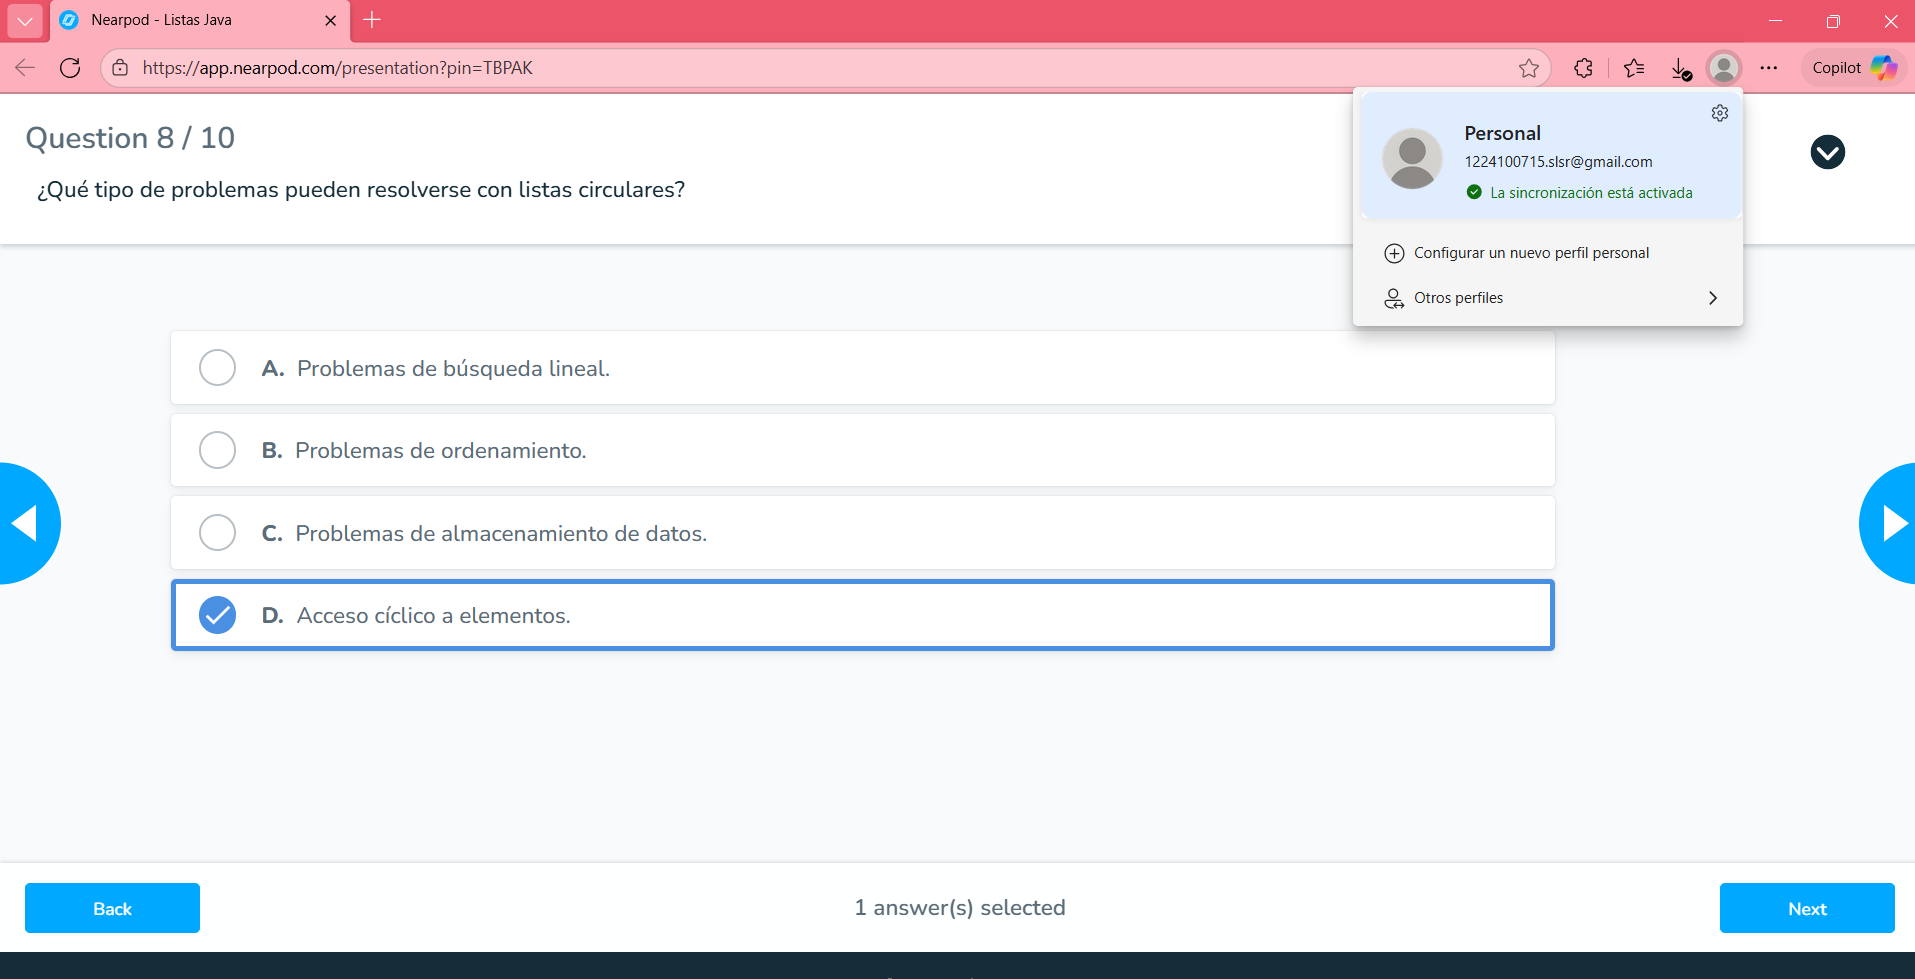 Nearpod - Listas Java
https://app.nearpod.com/presentation?pin=TBPAK
Copilot
Question 8 / 10
¿Qué tipo de problemas pueden resolverse con listas circulares?
Personal
1224100715.slsr@gmail.com
La sincronización está activada
Configurar un nuevo perfil personal
Otros perfiles
A. Problemas de búsqueda lineal.
B. Problemas de ordenamiento.
C. Problemas de almacenamiento de datos.
D. Acceso cíclico a elementos.
Back
1 answer(s) selected
Next